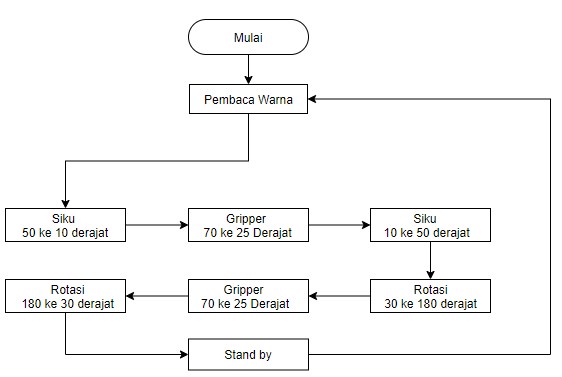 Mulai
Pembaca Warna
Siku
50 ke 10 derajat
Gripper
70 ke 25 Derajat
Siku
10 ke 50 derajat
Rotasi
30 ke 180 derajat
Gripper
70 ke 25 Derajat
Rotasi
180 ke 30 derajat
Stand by